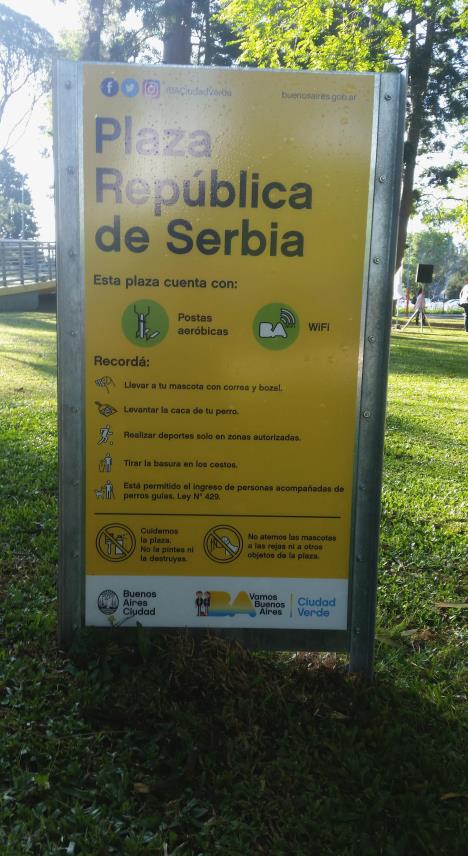 /BACiudadVerde
buenosaires.gob.ar
Plaza
República
de Serbia
Esta plaza cuenta con:
Postas
aeróbicas
BA
WiFi
Recordá:
Llevar a tu mascota con correa y bozal.
Levantar la caca de tu perro.
Realizar deportes solo en zonas autorizadas.
Tirar la basura en los cestos.
Está permitido el ingreso de personas acompañadas de
perros guías. Ley N° 429.
Cuidemos
la plaza.
No la pintes ni
la destruyas.
No atemos las mascotas
a las rejas ni a otros
objetos de la plaza.
Buenos
Aires
Ciudad
BA
Vamos
Buenos
Aires
Ciudad
Verde